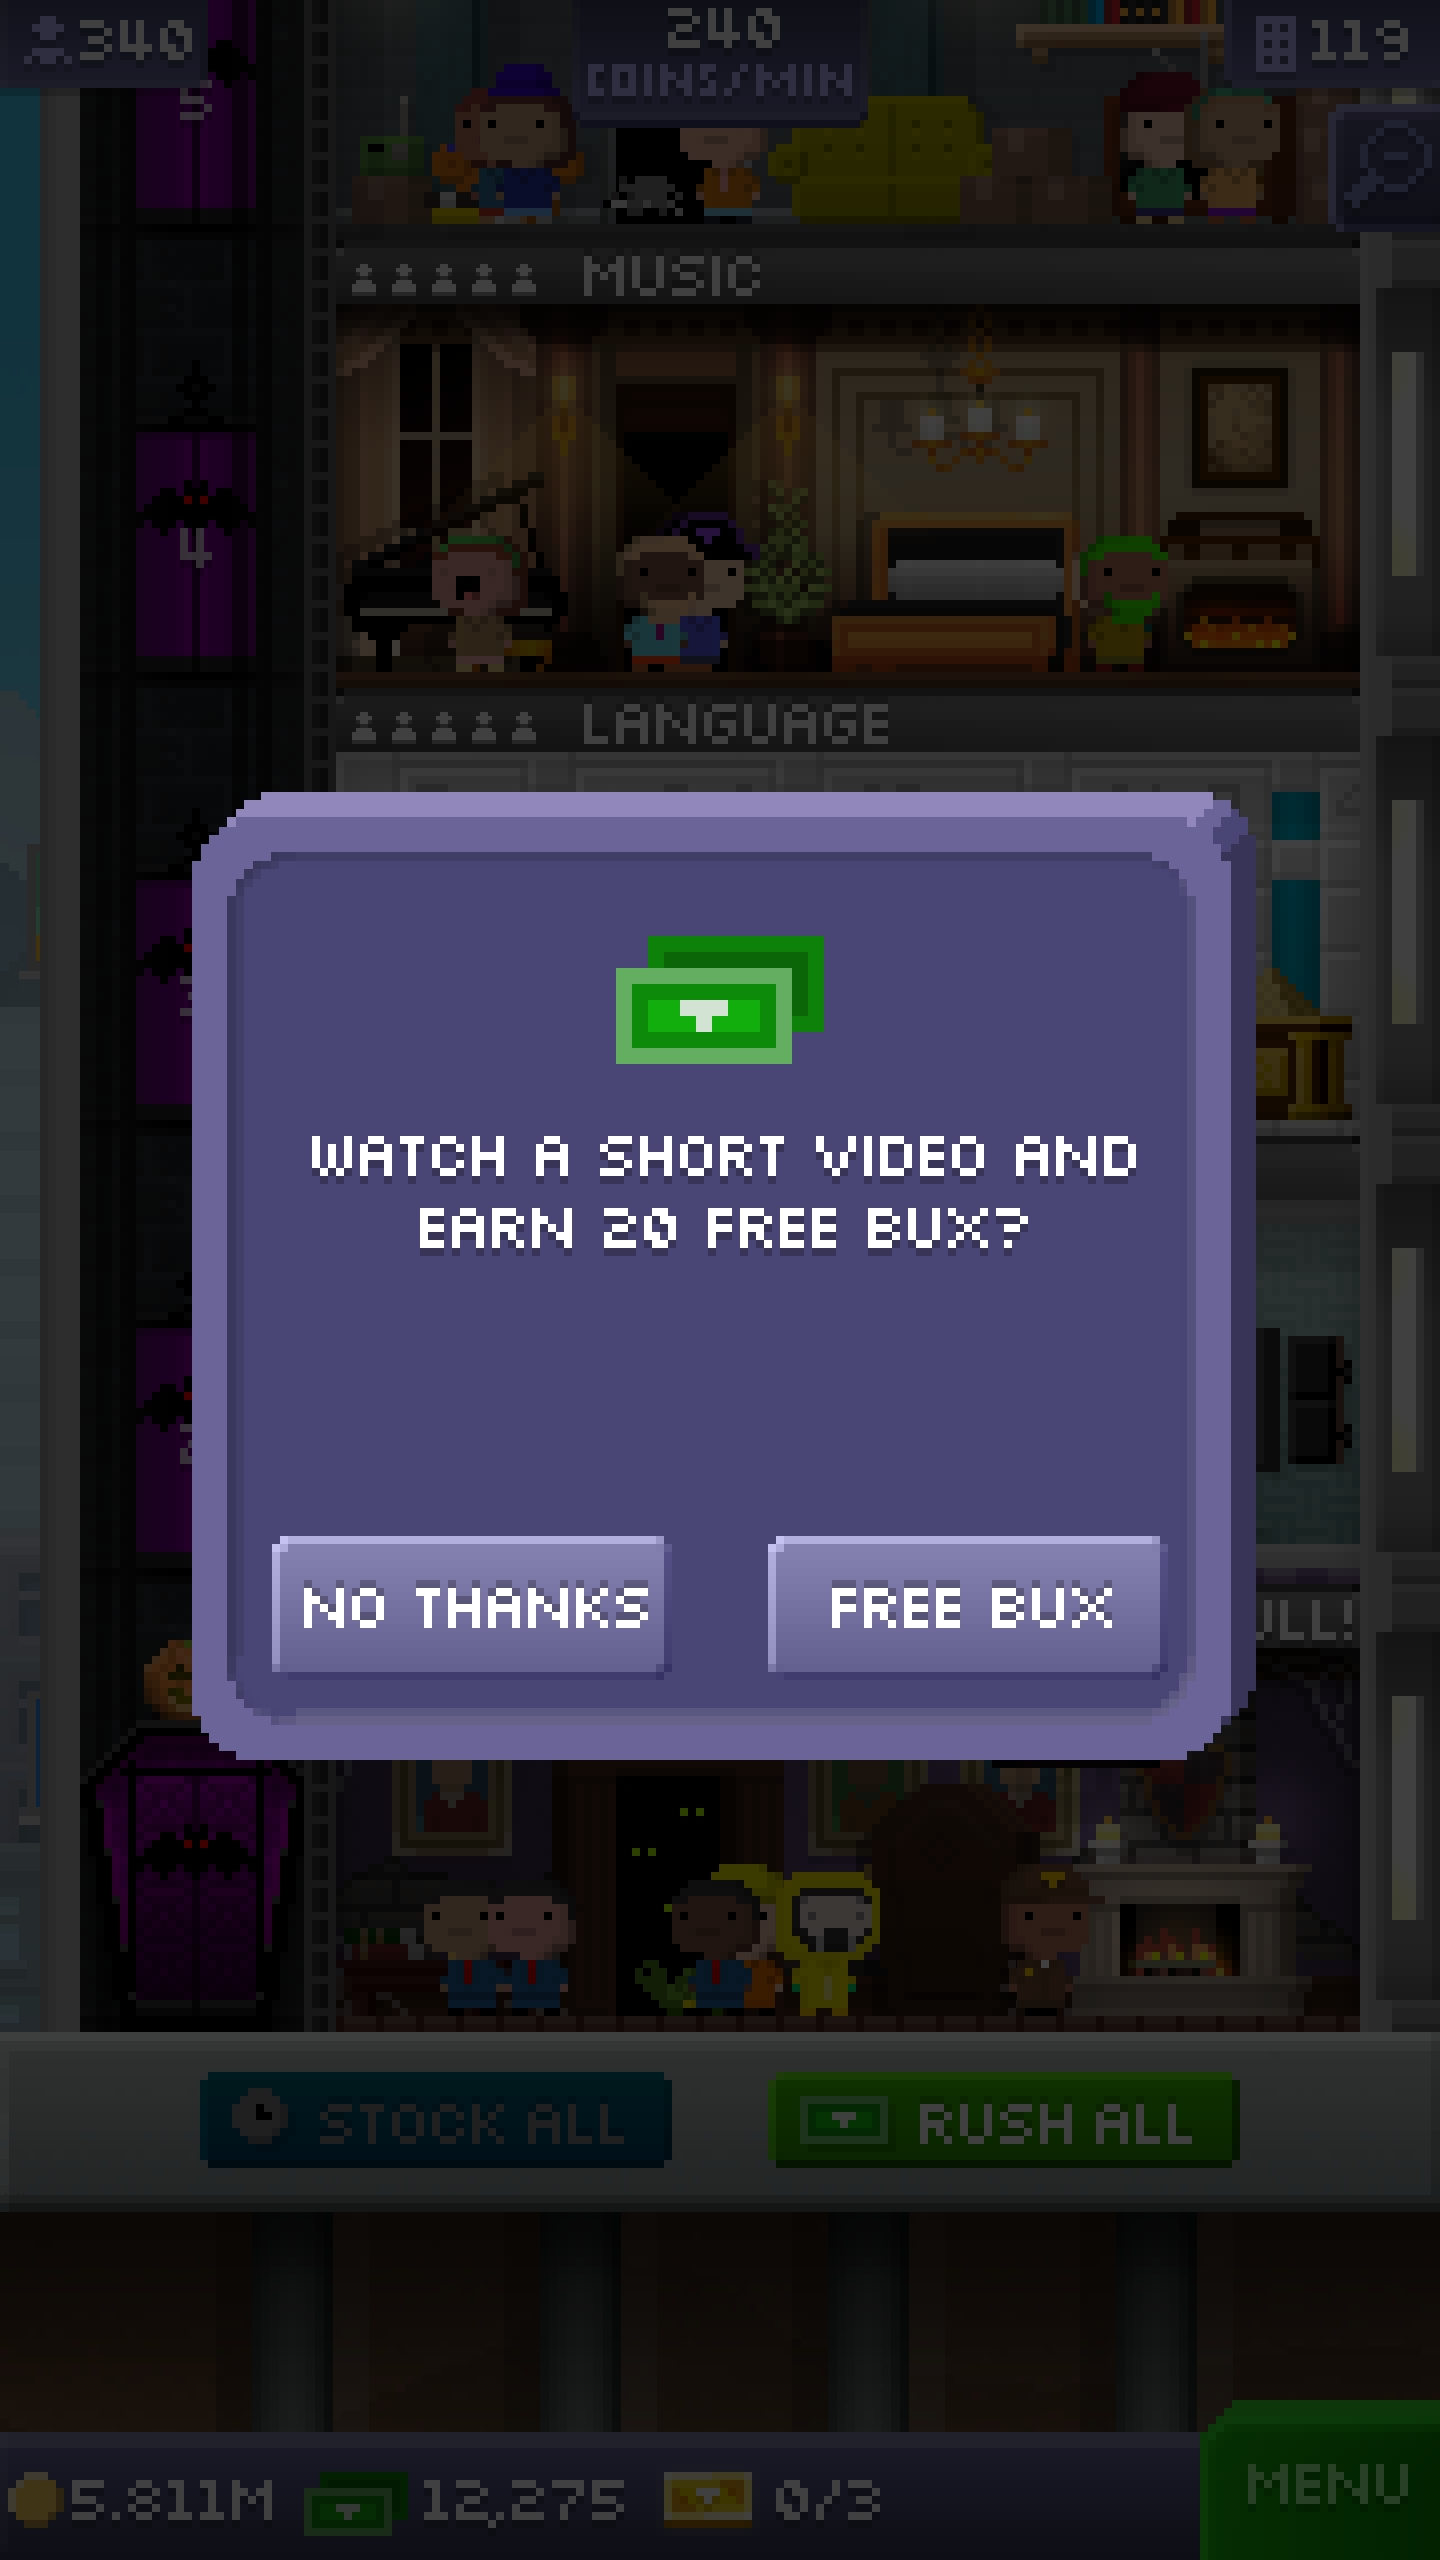 340
240
COINS/MIN
119
5
MUSIC
4
LANGUAGE
WATCH A SHORT VIDEO AND
EARN 20 FREE BUX?
NO THANKS
FREE BUX
STOCK ALL
RUSH ALL
5.811M
12,275
0/3
MENU